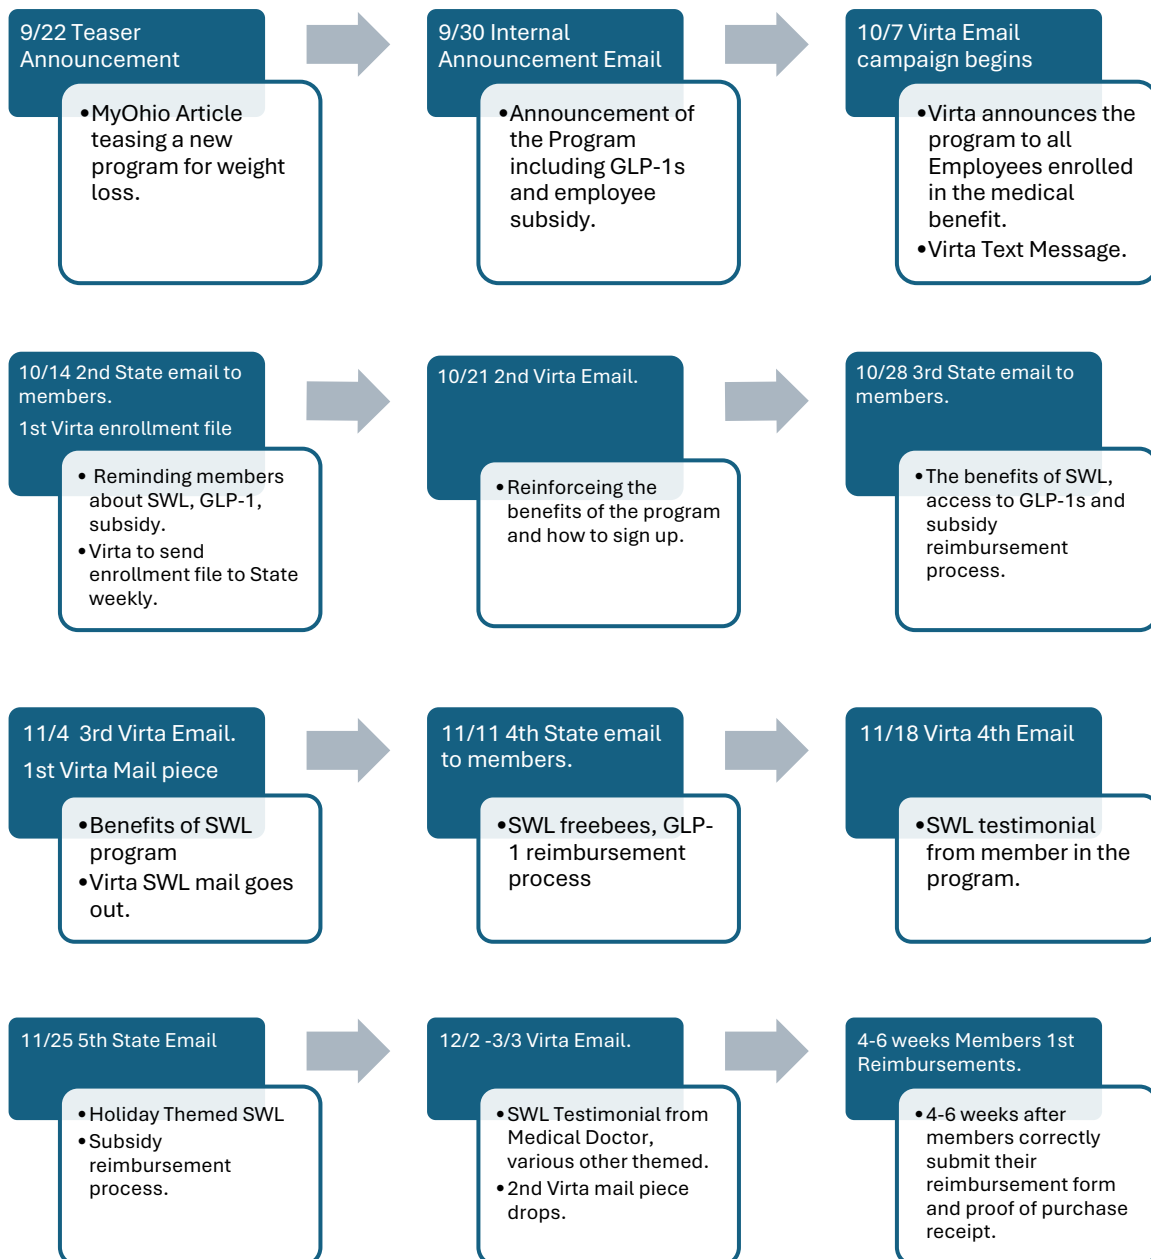 9/22 Teaser
Announcement
•MyOhio Article
teasing a new
program for weight
loss.
9/30 Internal
Announcement Email
•Announcement of
the Program
including GLP-1s
and employee
subsidy.
10/7 Virta Email
campaign begins
•Virta announces the
program to all
Employees enrolled
in the medical
benefit.
•Virta Text Message.
10/14 2nd State email to
members.
1st Virta enrollment file
• Reminding members
about SWL, GLP-1,
subsidy.
•Virta to send
enrollment file to State
weekly.
10/21 2nd Virta Email.
•Reinforceing the
benefits of the program
and how to sign up.
10/28 3rd State email to
members.
•The benefits of SWL,
access to GLP-1s and
subsidy
reimbursement
process.
11/4 3rd Virta Email.
1st Virta Mail piece
•Benefits of SWL
program
•Virta SWL mail goes
out.
11/11 4th State email
to members.
•SWL freebees, GLP-
1 reimbursement
process
11/18 Virta 4th Email
•SWL testimonial
from member in the
program.
11/25 5th State Email
•Holiday Themed SWL
•Subsidy
reimbursement
process.
12/2 -3/3 Virta Email.
•SWL Testimonial from
Medical Doctor,
various other themed.
•2nd Virta mail piece
drops.
4-6 weeks Members 1st
Reimbursements.
•4-6 weeks after
members correctly
submit their
reimbursement form
and proof of purchase
receipt.